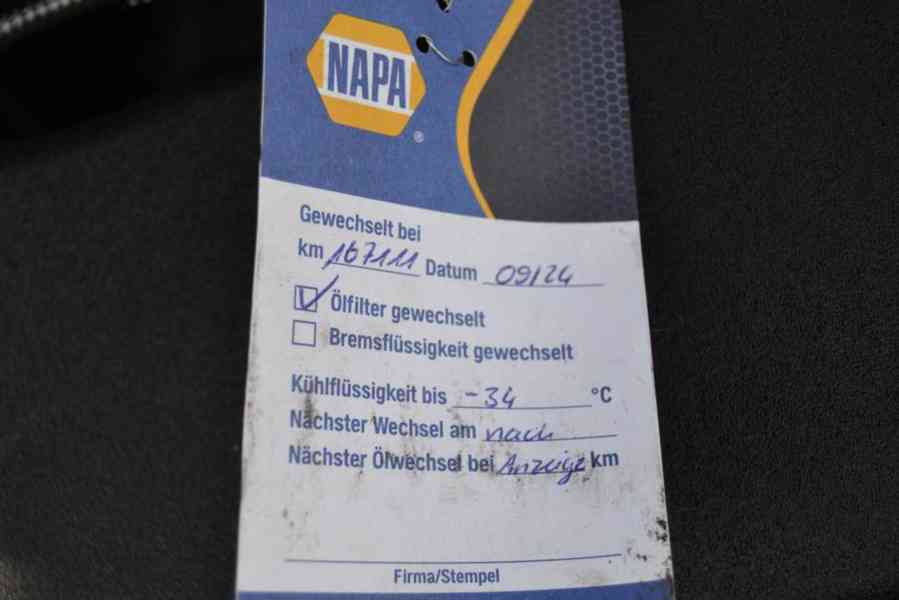 NAPA
®
Gewechselt bei
km 167111 Datum 09/24
Ölfilter gewechselt
Bremsflüssigkeit gewechselt
Kühlflüssigkeit bis -34 °C
Nächster Wechsel am nach
Nächster Ölwechsel bei Anzeige km
Firma/Stempel